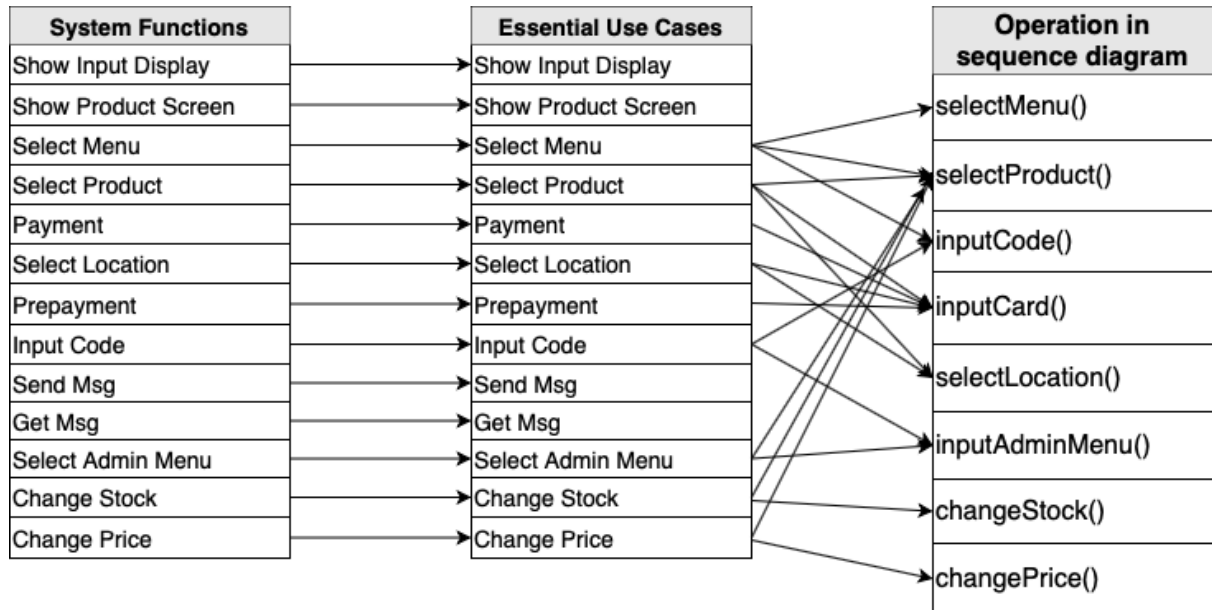 System Functions
Show Input Display
Show Product Screen
Select Menu
Select Product
Payment
Select Location
Prepayment
Input Code
Send Msg
Get Msg
Select Admin Menu
Change Stock
Change Price
Essential Use Cases
Show Input Display
Show Product Screen
Select Menu
Select Product
Payment
Select Location
Prepayment
Input Code
Send Msg
Get Msg
Select Admin Menu
Change Stock
Change Price
Operation in
sequence diagram
selectMenu()
selectProduct()
inputCode()
inputCard()
selectLocation()
inputAdminMenu()
changeStock()
changePrice()